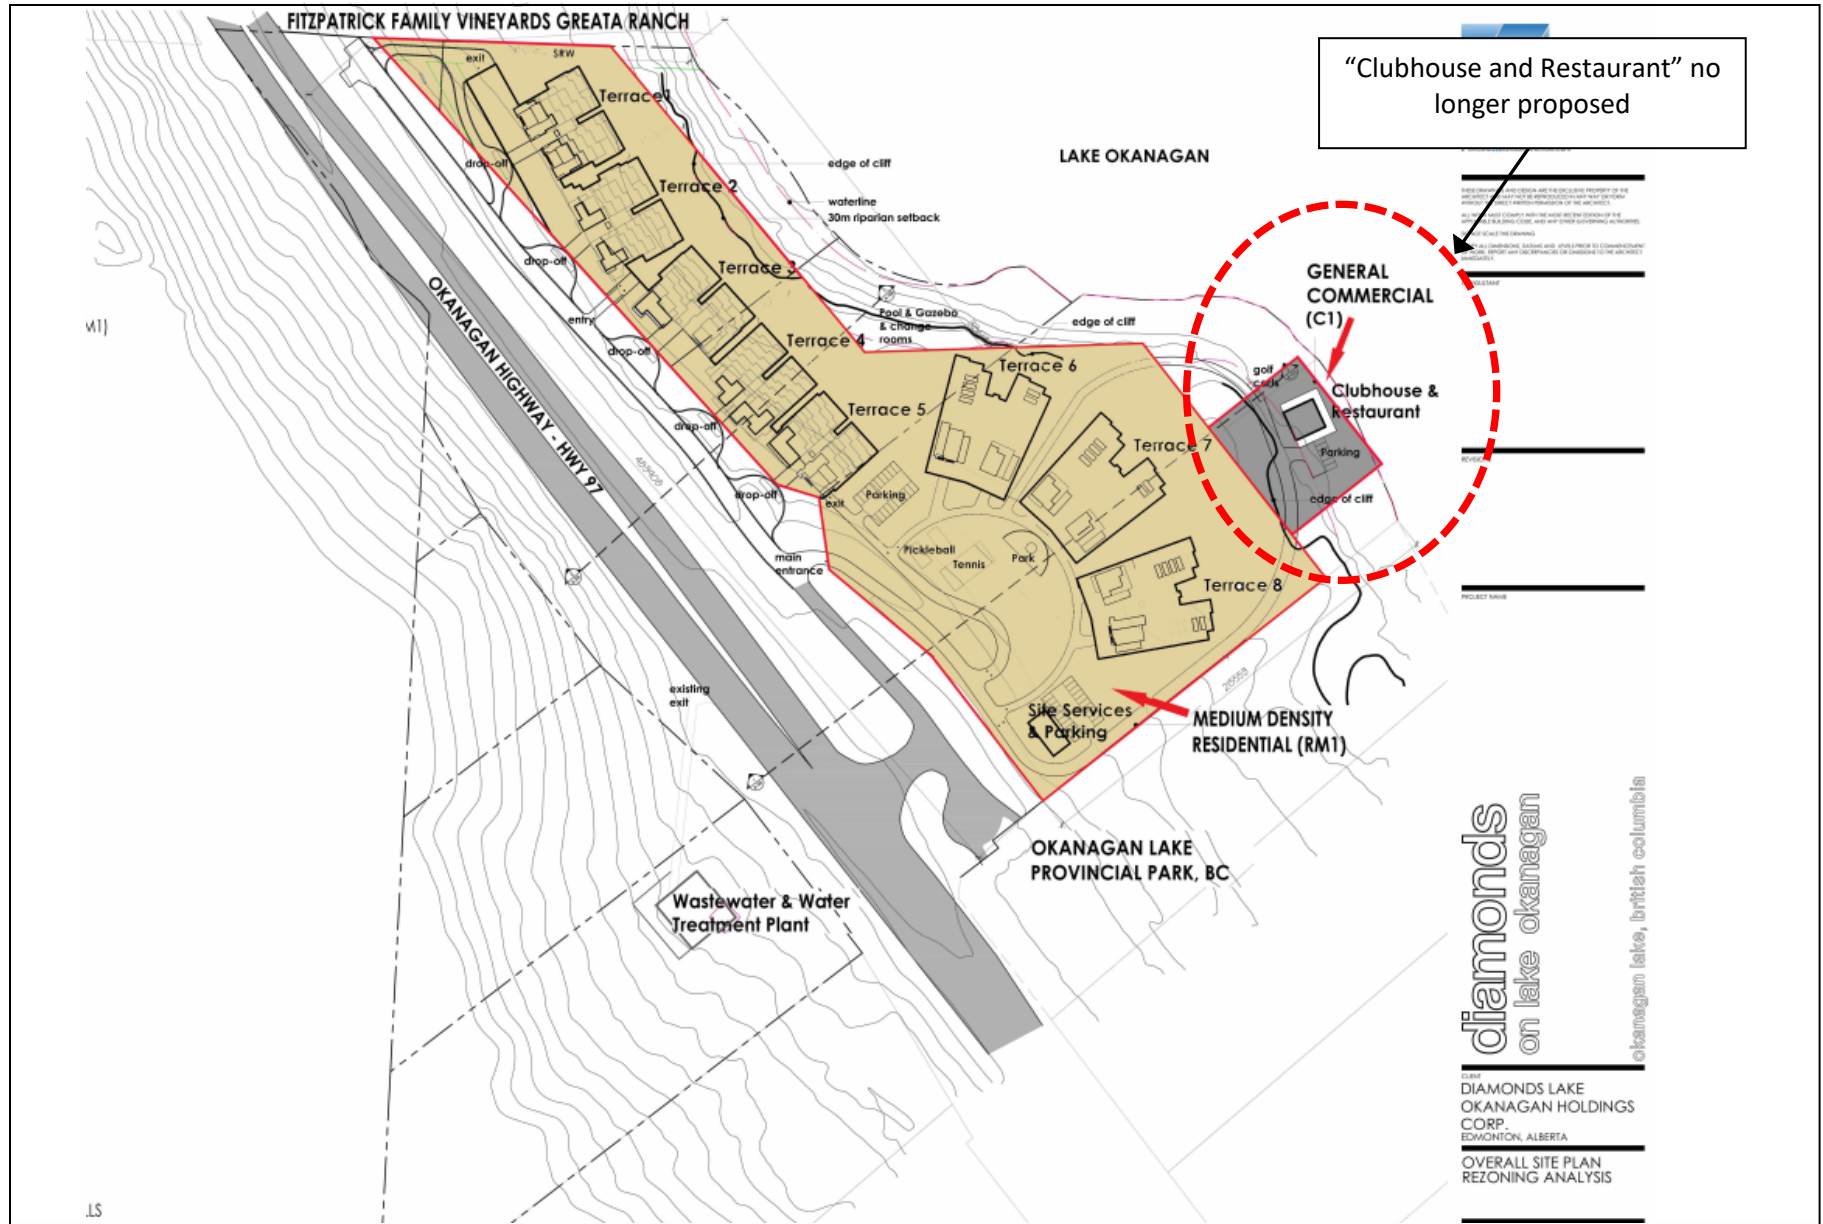 FITZPATRICK FAMILY VINEYARDS GREATA RANCH
“Clubhouse and Restaurant” no
longer proposed
exit
SRW
Terrace 1
drop-off
edge of cliff
LAKE OKANAGAN
Terrace 2
waterline
30m riparian setback
drop-off
Terrace 3
GENERAL
COMMERCIAL
(C1)
OKANAGAN HIGHWAY - HWY 97
entry
Pool & Gazebo
& change
rooms
edge of cliff
M1)
drop-off
Terrace 4
Terrace 6
golf
carts
Clubhouse &
Restaurant
Terrace 5
drop-off
Terrace 7
Parking
drop-off
exit
Parking
edge of cliff
main
entrance
Pickleball
Tennis
Park
Terrace 8
existing
exit
Site Services
& Parking
MEDIUM DENSITY
RESIDENTIAL (RM1)
OKANAGAN LAKE
PROVINCIAL PARK, BC
Wastewater & Water
Treatment Plant
LS
PROJECT NAME
diamonds
on lake okanagan
okanagan lake, british columbia
CLIENT
DIAMONDS LAKE
OKANAGAN HOLDINGS
CORP.
EDMONTON, ALBERTA
OVERALL SITE PLAN
REZONING ANALYSIS